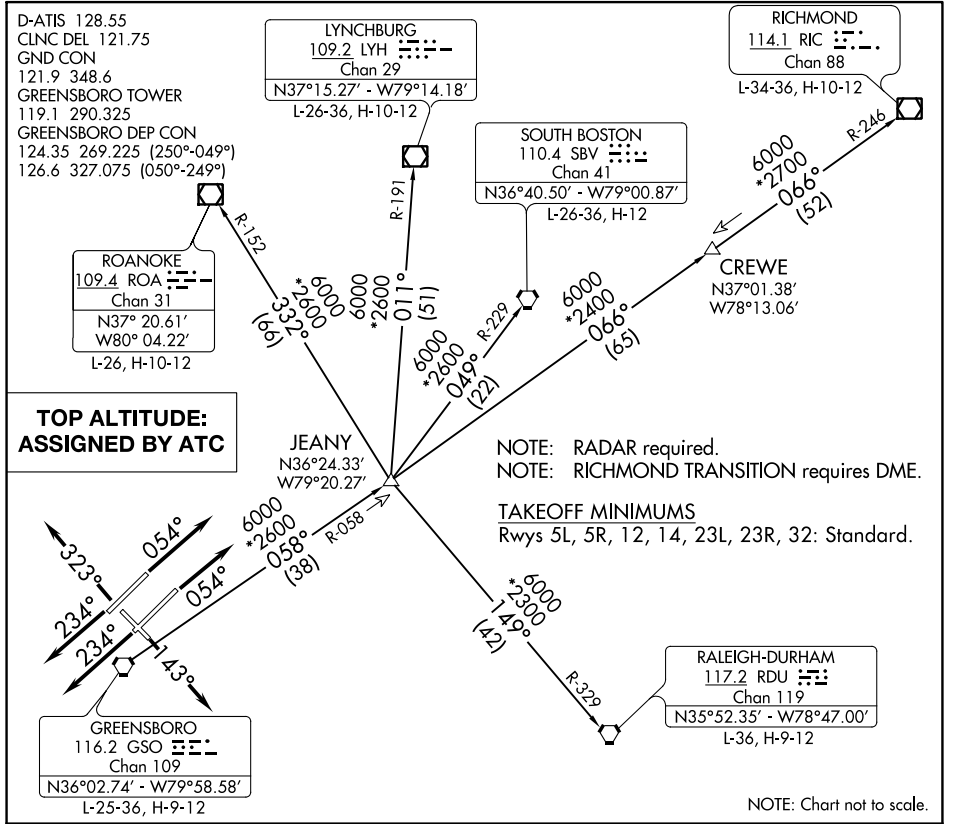 D-ATIS 128.55
CLNC DEL 121.75
GND CON
121.9 348.6
GREENSBORO TOWER
119.1 290.325
GREENSBORO DEP CON
124.35 269.225 (250°-049°)
126.6 327.075 (050°-249°)
LYNCHBURG
109.2 LYH
Chan 29
N37°15.27' - W79°14.18'
L-26-36, H-10-12
RICHMOND
114.1 RIC
Chan 88
L-34-36, H-10-12
SOUTH BOSTON
110.4 SBV
Chan 41
N36°40.50' - W79°00.87'
L-26-36, H-12
ROANOKE
109.4 ROA
Chan 31
N37° 20.61'
W80° 04.22'
L-26, H-10-12
R-152
6000
*2600
332°
(66)
R-191
6000
*2600
011°
(51)
R-229
6000
*2600
049°
(22)
R-246
6000
*2700
066°
(52)
CREWE
N37°01.38'
W78°13.06'
6000
*2400
066°
(65)
TOP ALTITUDE:
ASSIGNED BY ATC
JEANY
N36°24.33'
W79°20.27'
NOTE: RADAR required.
NOTE: RICHMOND TRANSITION requires DME.
TAKEOFF MINIMUMS
Rwys 5L, 5R, 12, 14, 23L, 23R, 32: Standard.
6000
*2600
058°
(38)
R-058
323°
054°
054°
234°
234°
143°
6000
*2300
149°
(42)
R-329
RALEIGH-DURHAM
117.2 RDU
Chan 119
N35°52.35' - W78°47.00'
L-36, H-9-12
GREENSBORO
116.2 GSO
Chan 109
N36°02.74' - W79°58.58'
L-25-36, H-9-12
NOTE: Chart not to scale.